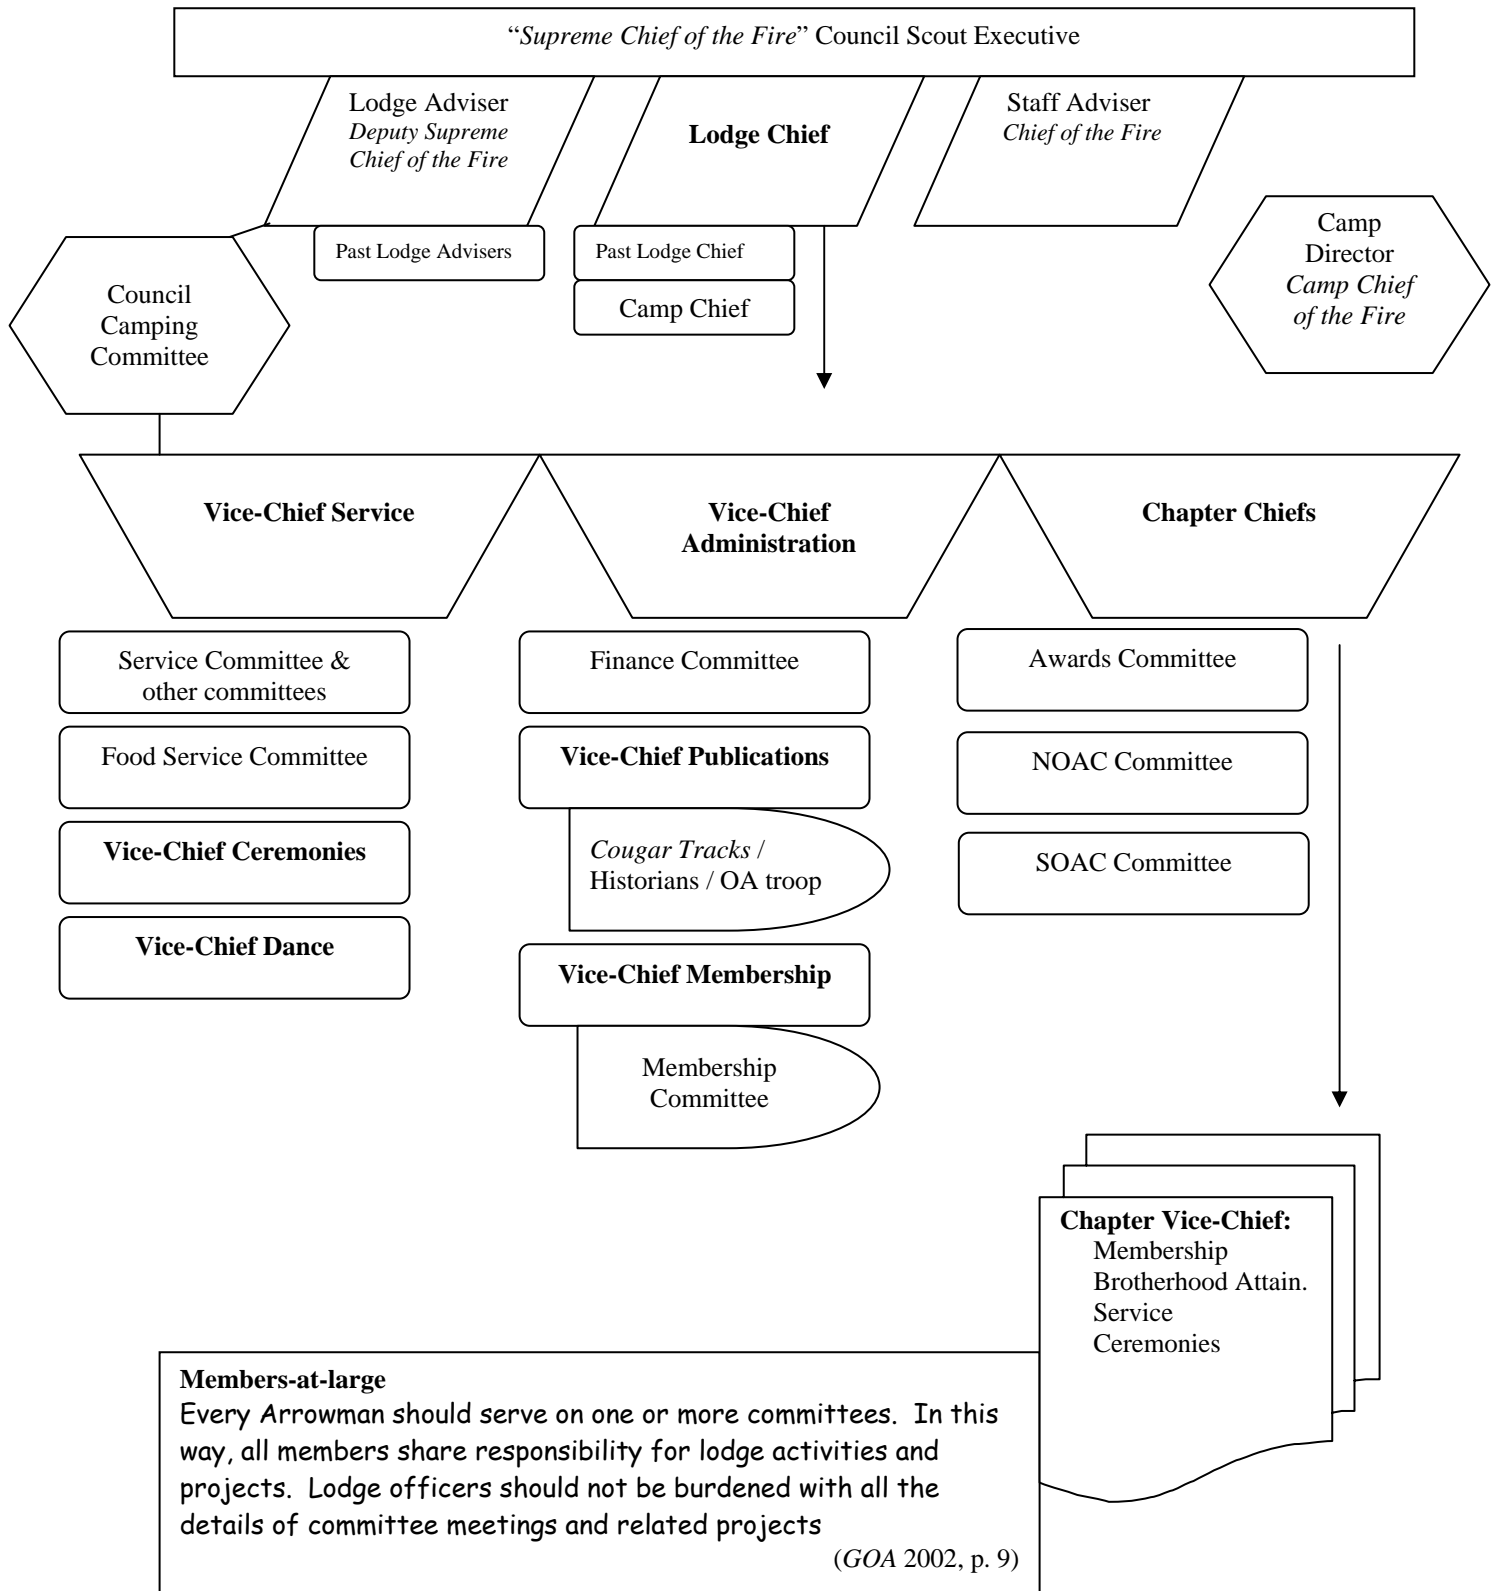 “Supreme Chief of the Fire” Council Scout Executive
Lodge Adviser
Deputy Supreme
Chief of the Fire
Lodge Chief
Staff Adviser
Chief of the Fire
Past Lodge Advisers
Past Lodge Chief
Camp Chief
Camp
Director
Camp Chief
of the Fire
Council
Camping
Committee
Vice-Chief Service
Vice-Chief
Administration
Chapter Chiefs
Service Committee &
other committees
Food Service Committee
Vice-Chief Ceremonies
Vice-Chief Dance
Finance Committee
Vice-Chief Publications
Cougar Tracks /
Historians / OA troop
Vice-Chief Membership
Membership
Committee
Awards Committee
NOAC Committee
SOAC Committee
Chapter Vice-Chief:
Membership
Brotherhood Attain.
Service
Ceremonies
Members-at-large
Every Arrowman should serve on one or more committees. In this
way, all members share responsibility for lodge activities and
projects. Lodge officers should not be burdened with all the
details of committee meetings and related projects
(GOA 2002, p. 9)